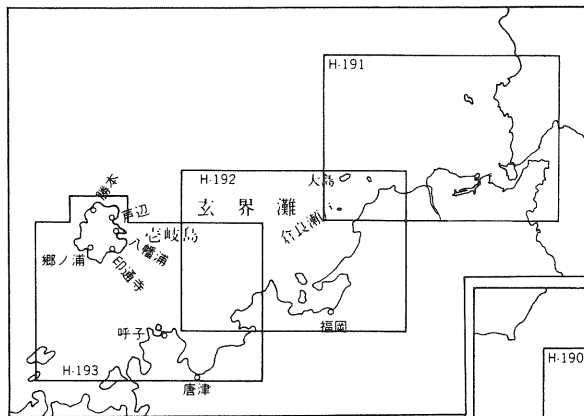 H-191
大島
H-192
玄界灘
勝本
芦辺
壱岐島
八幡浦
郷ノ浦
印通寺
福岡
呼子
H-190
H-193
唐津